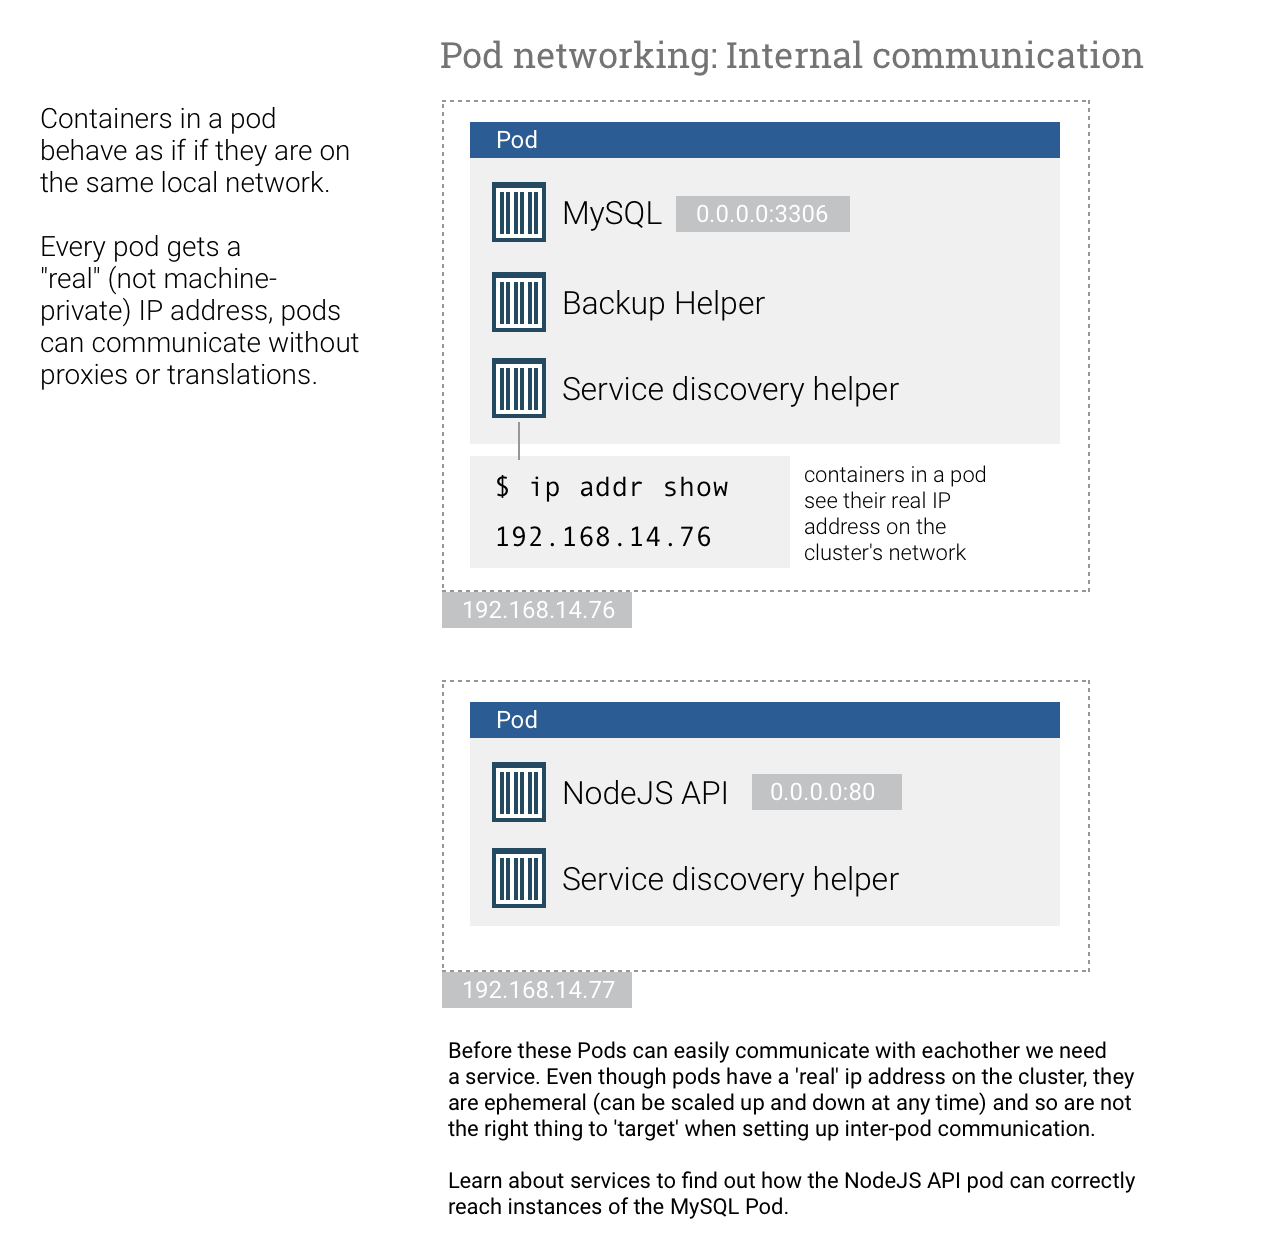 Pod networking: Internal communication
Containers in a pod
behave as if if they are on
the same local network.
Every pod gets a
"real" (not machine-
private) IP address, pods
can communicate without
proxies or translations.
Pod
MySQL 0.0.0.0:3306
Backup Helper
Service discovery helper
$ ip addr show
192.168.14.76
containers in a pod
see their real IP
address on the
cluster's network
192.168.14.76
Pod
NodeJS API 0.0.0.0:80
Service discovery helper
192.168.14.77
Before these Pods can easily communicate with eachother we need
a service. Even though pods have a 'real' ip address on the cluster, they
are ephemeral (can be scaled up and down at any time) and so are not
the right thing to 'target' when setting up inter-pod communication.
Learn about services to find out how the NodeJS API pod can correctly
reach instances of the MySQL Pod.